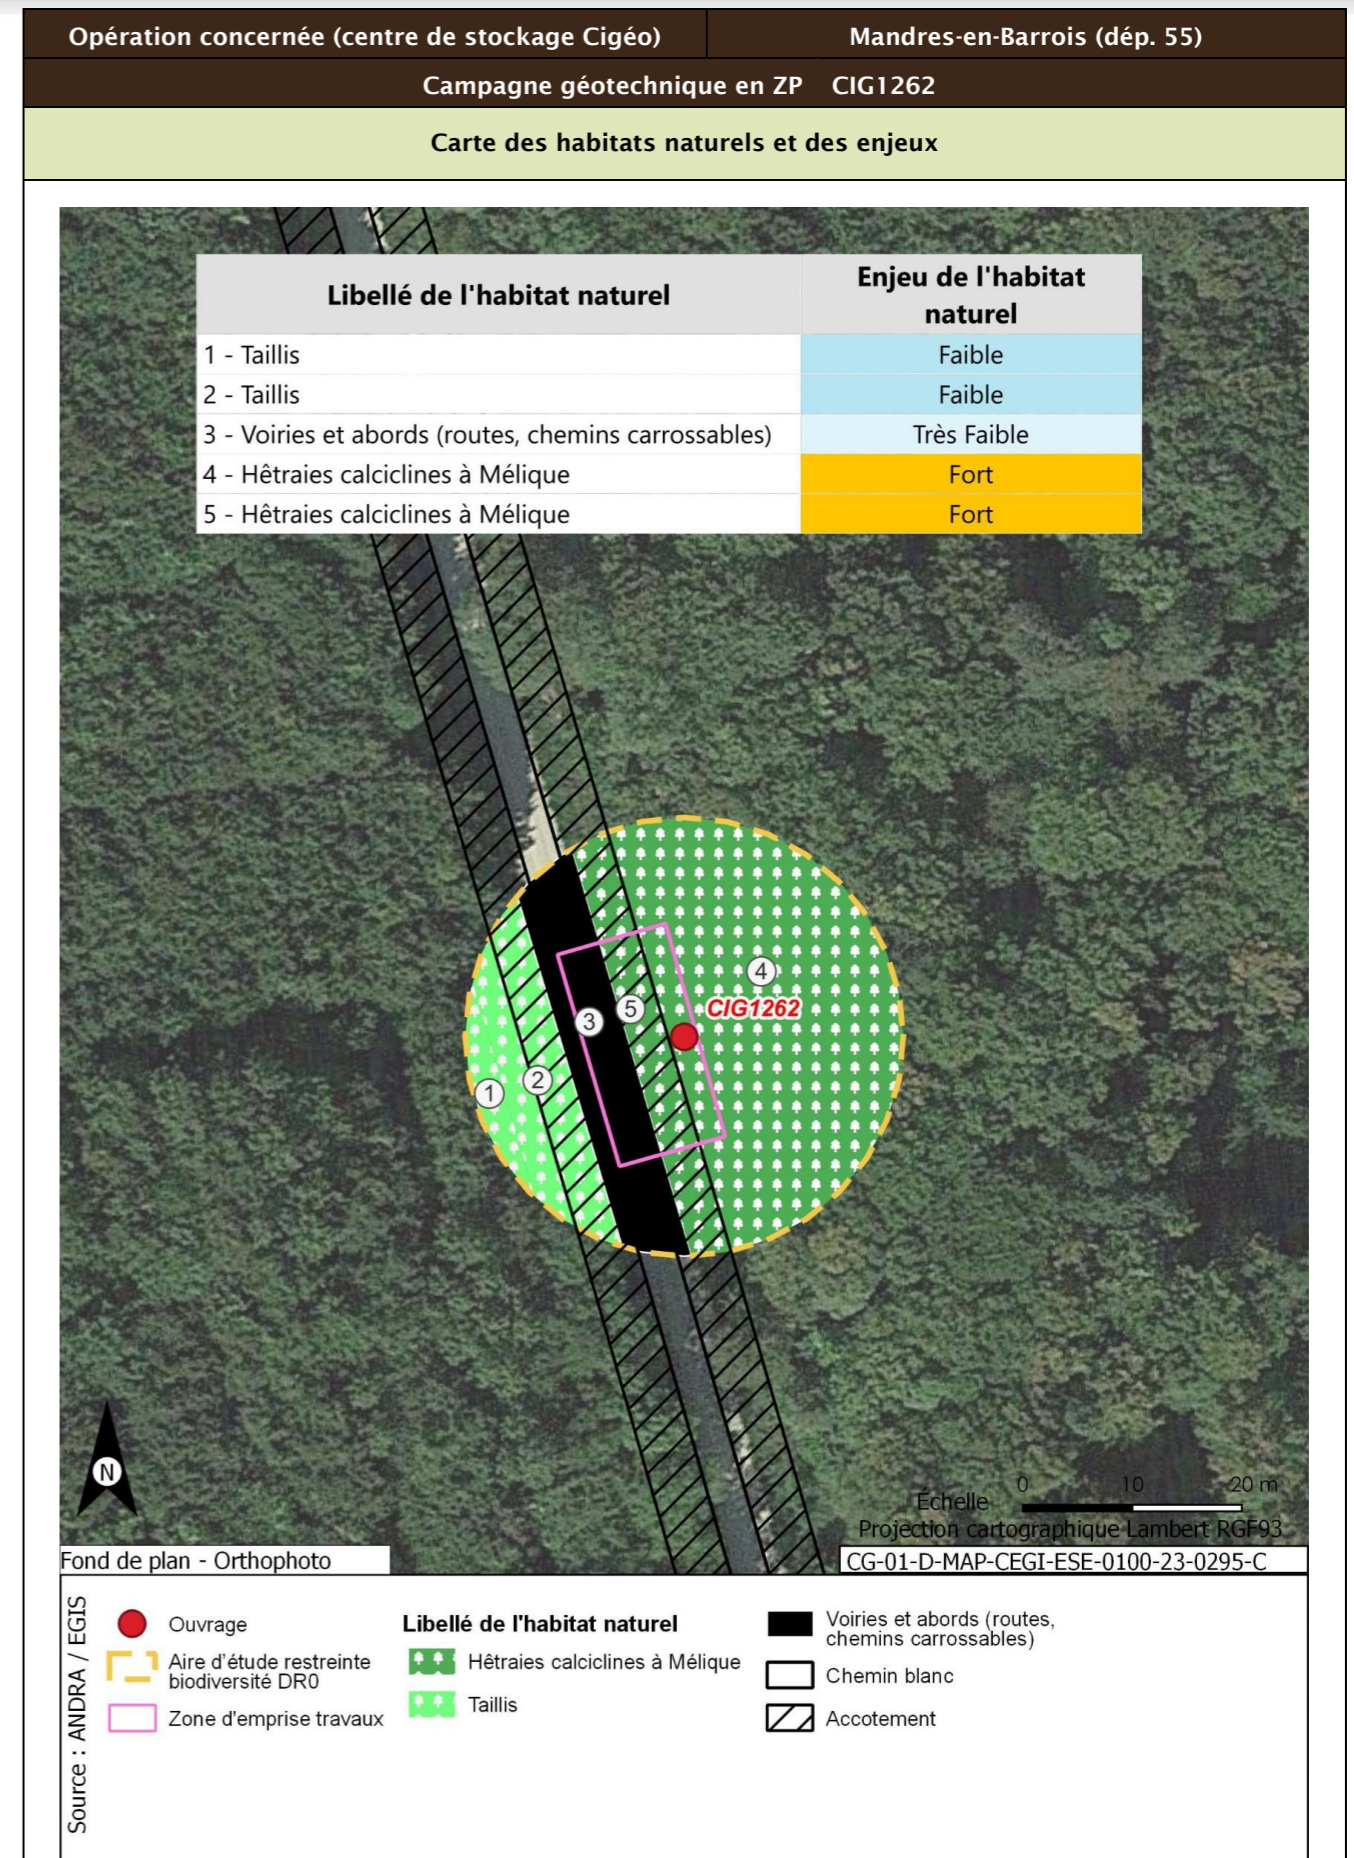 Opération concernée (centre de stockage Cigéo)
Mandres-en-Barrois (dép. 55)
Campagne géotechnique en ZP CIG1262
Carte des habitats naturels et des enjeux
Libellé de l'habitat naturel
Enjeu de l'habitat
naturel
1 - Taillis
Faible
2 - Taillis
Faible
3 - Voiries et abords (routes, chemins carrossables)
Très Faible
4 - Hêtraies calciclines à Mélique
Fort
5 - Hêtraies calciclines à Mélique
Fort
4
CIG1262
5
3
2
1
N
0 10 20 m
Échelle
Projection cartographique Lambert RGF93
Fond de plan - Orthophoto
CG-01-D-MAP-CEGI-ESE-0100-23-0295-C
Source : ANDRA / EGIS
Ouvrage
Aire d'étude restreinte
biodiversité DR0
Zone d'emprise travaux
Libellé de l'habitat naturel
Hêtraies calciclines à Mélique
Taillis
Voiries et abords (routes,
chemins carrossables)
Chemin blanc
Accotement